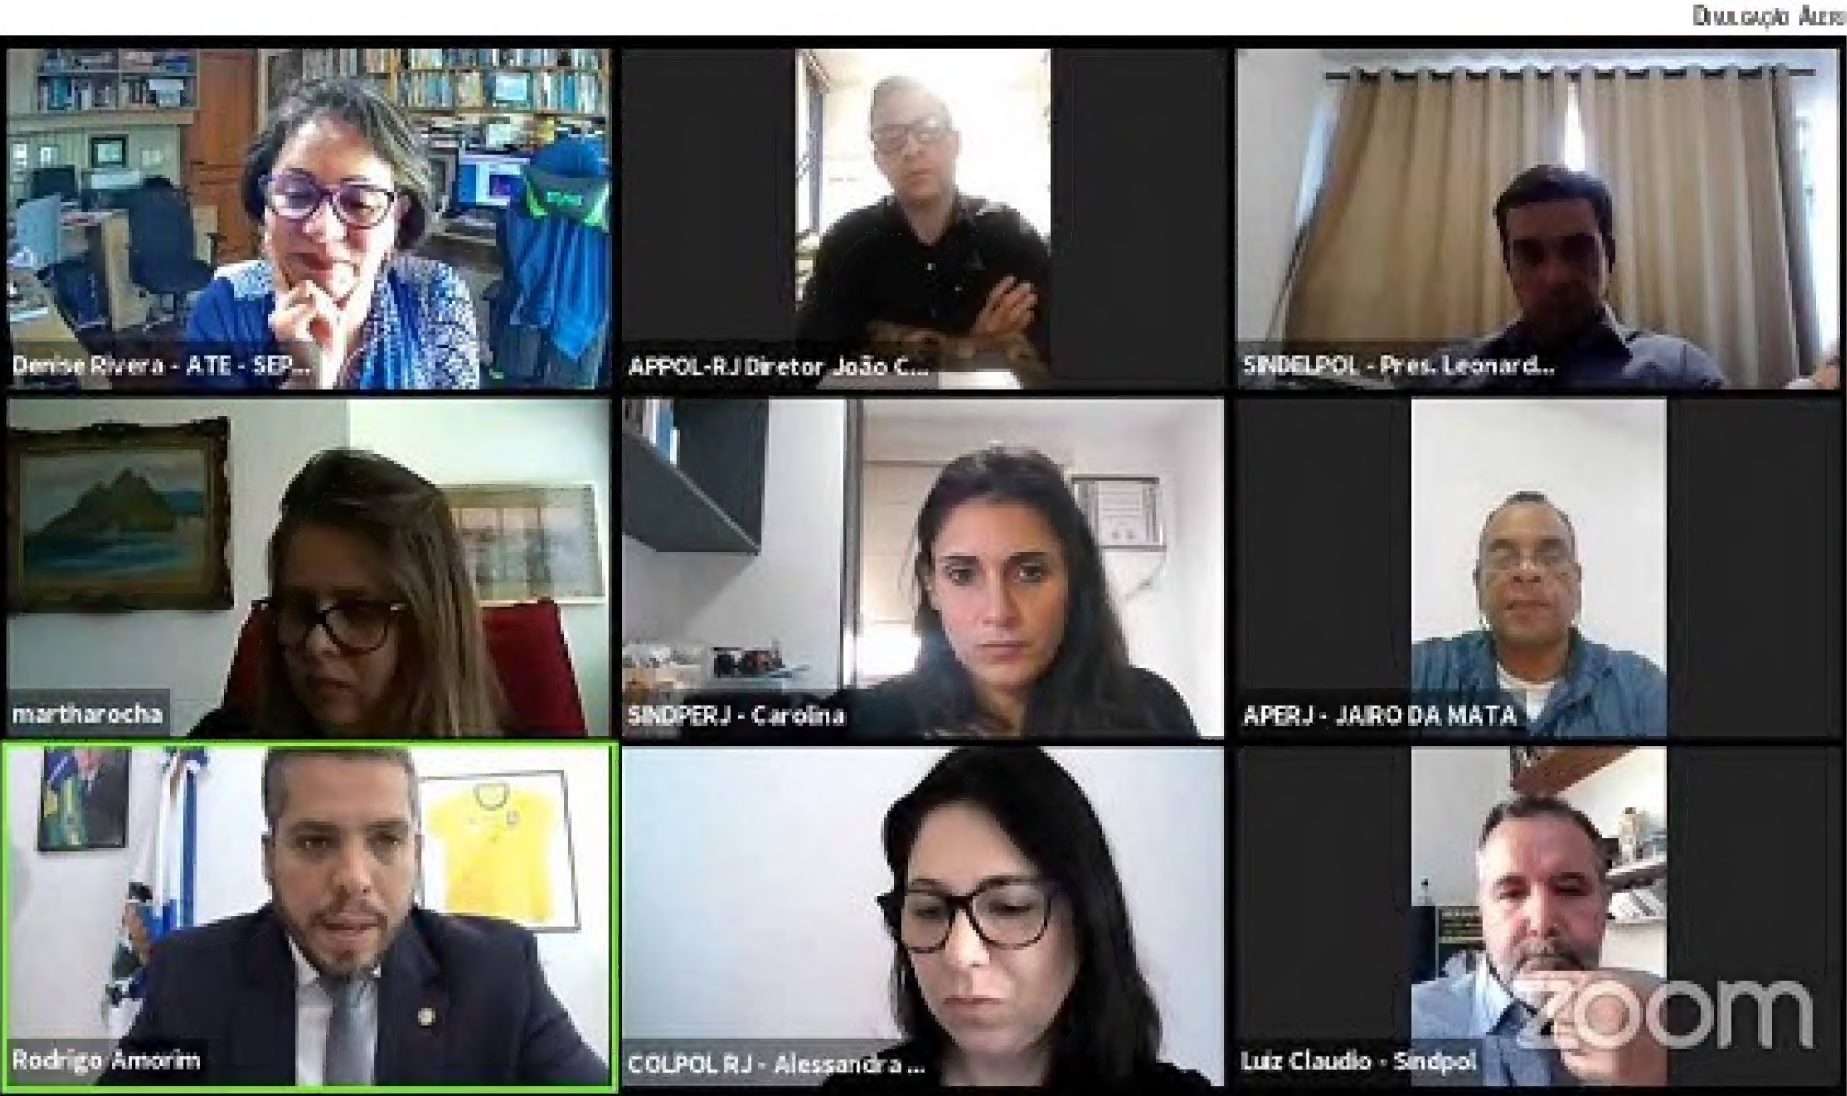 DIVULGAÇÃO ALERJ
Denise Rivera - ATE - SEP...
APPOL-RJ Diretor João C...
SINDELPOL - Pres. Leonard...
martharocha
SINDPERJ - Carolina
APERJ - JAIRO DA MATA
Rodrigo Amorim
COLPOL RJ - Alessandra ...
Luiz Claudio - Sindpol
zoom